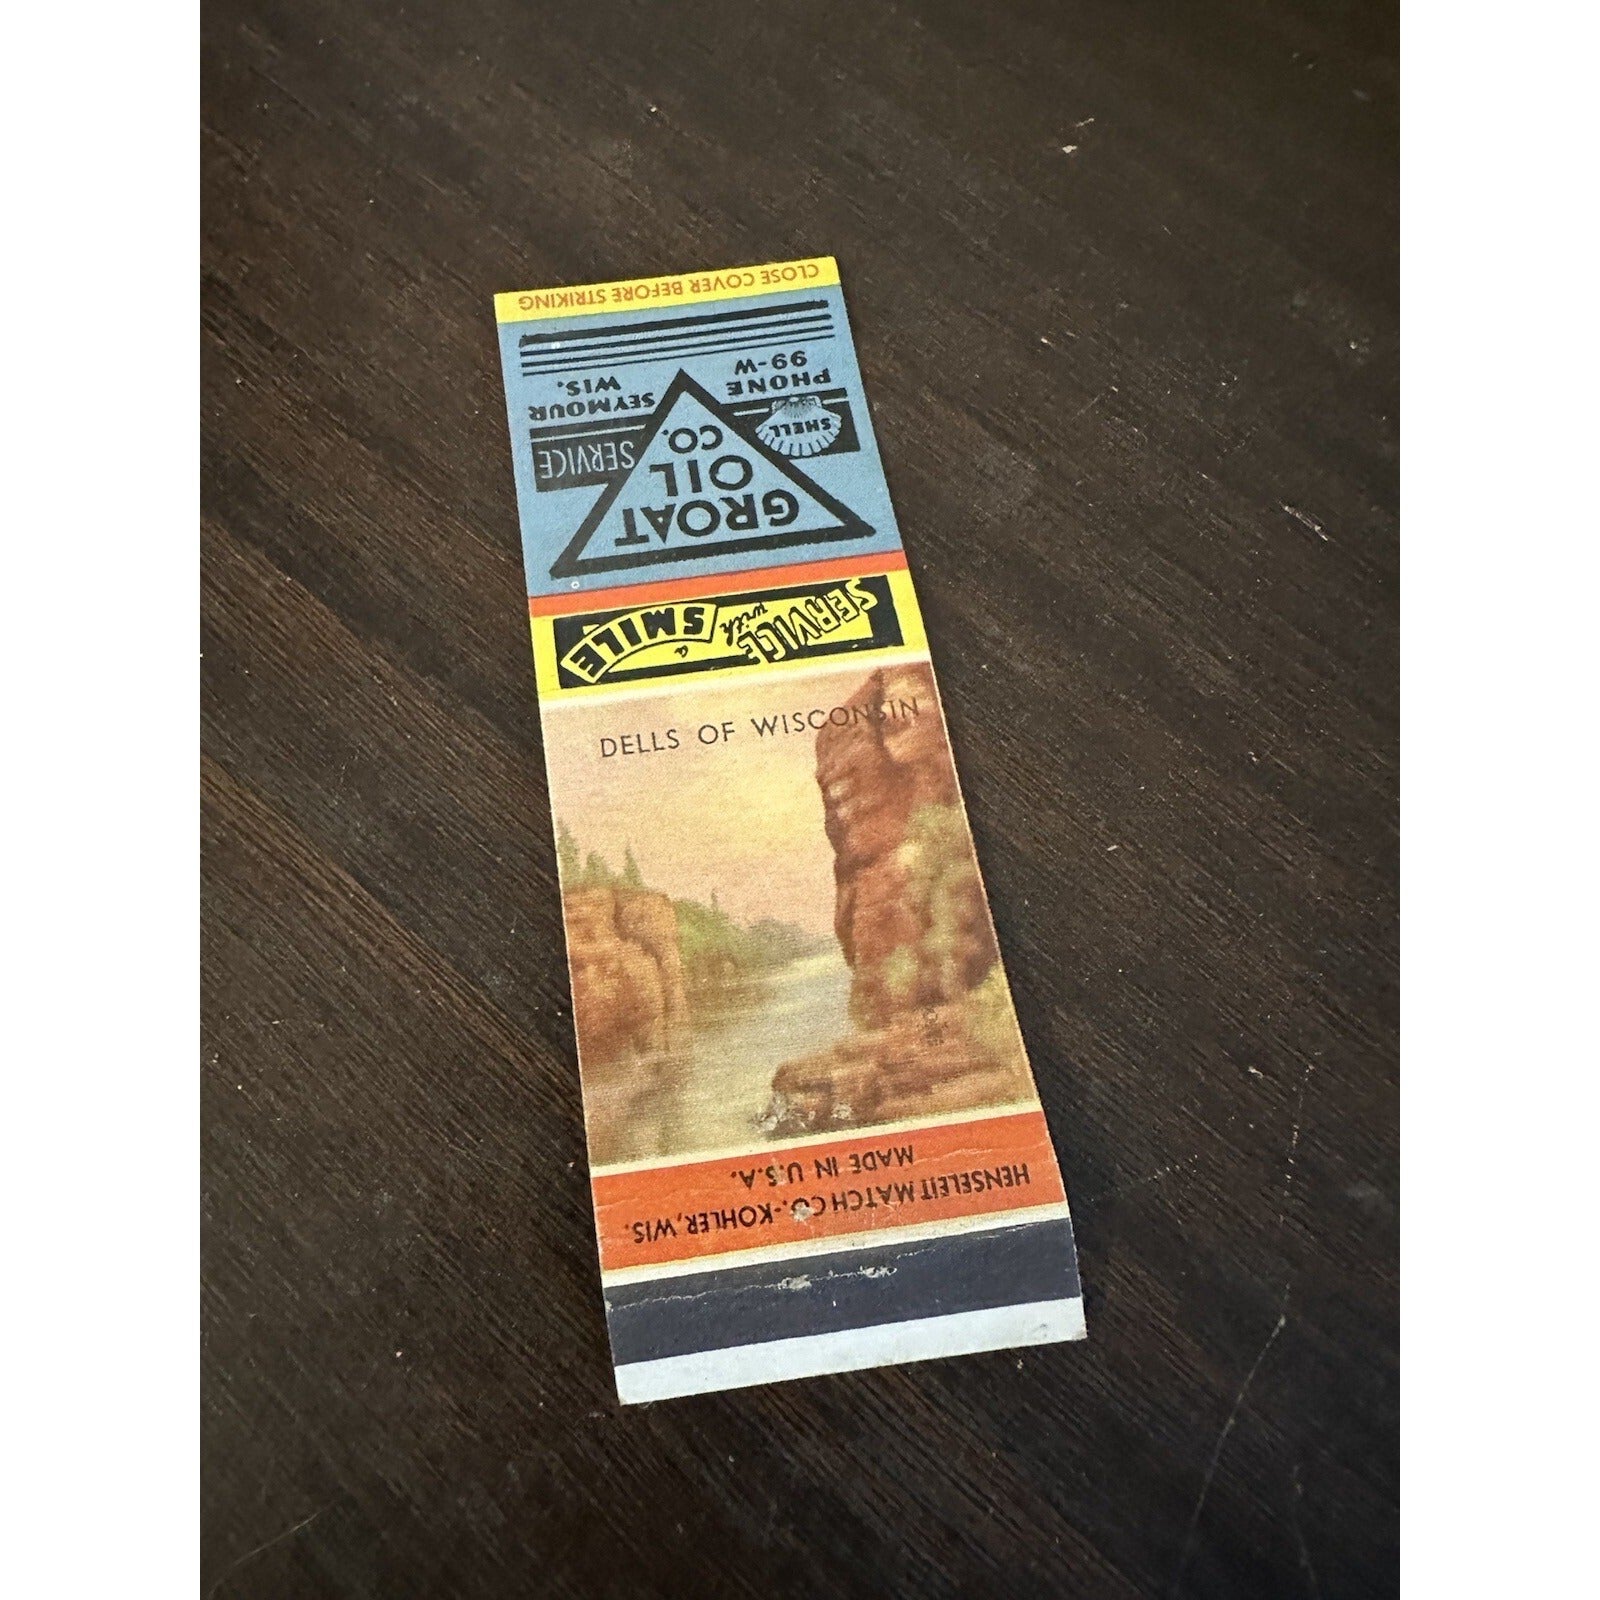 CLOSE COVER BEFORE STRIKING
GROAT
OIL
CO.
SHELL
SERVICE
PHONE
99-W
SEYMOUR
WIS.
SERVICE
with
a
SMILE
DELLS OF WISCONSIN
HENSELEIT MATCH CO.-KOHLER, WIS.
MADE IN U.S.A.